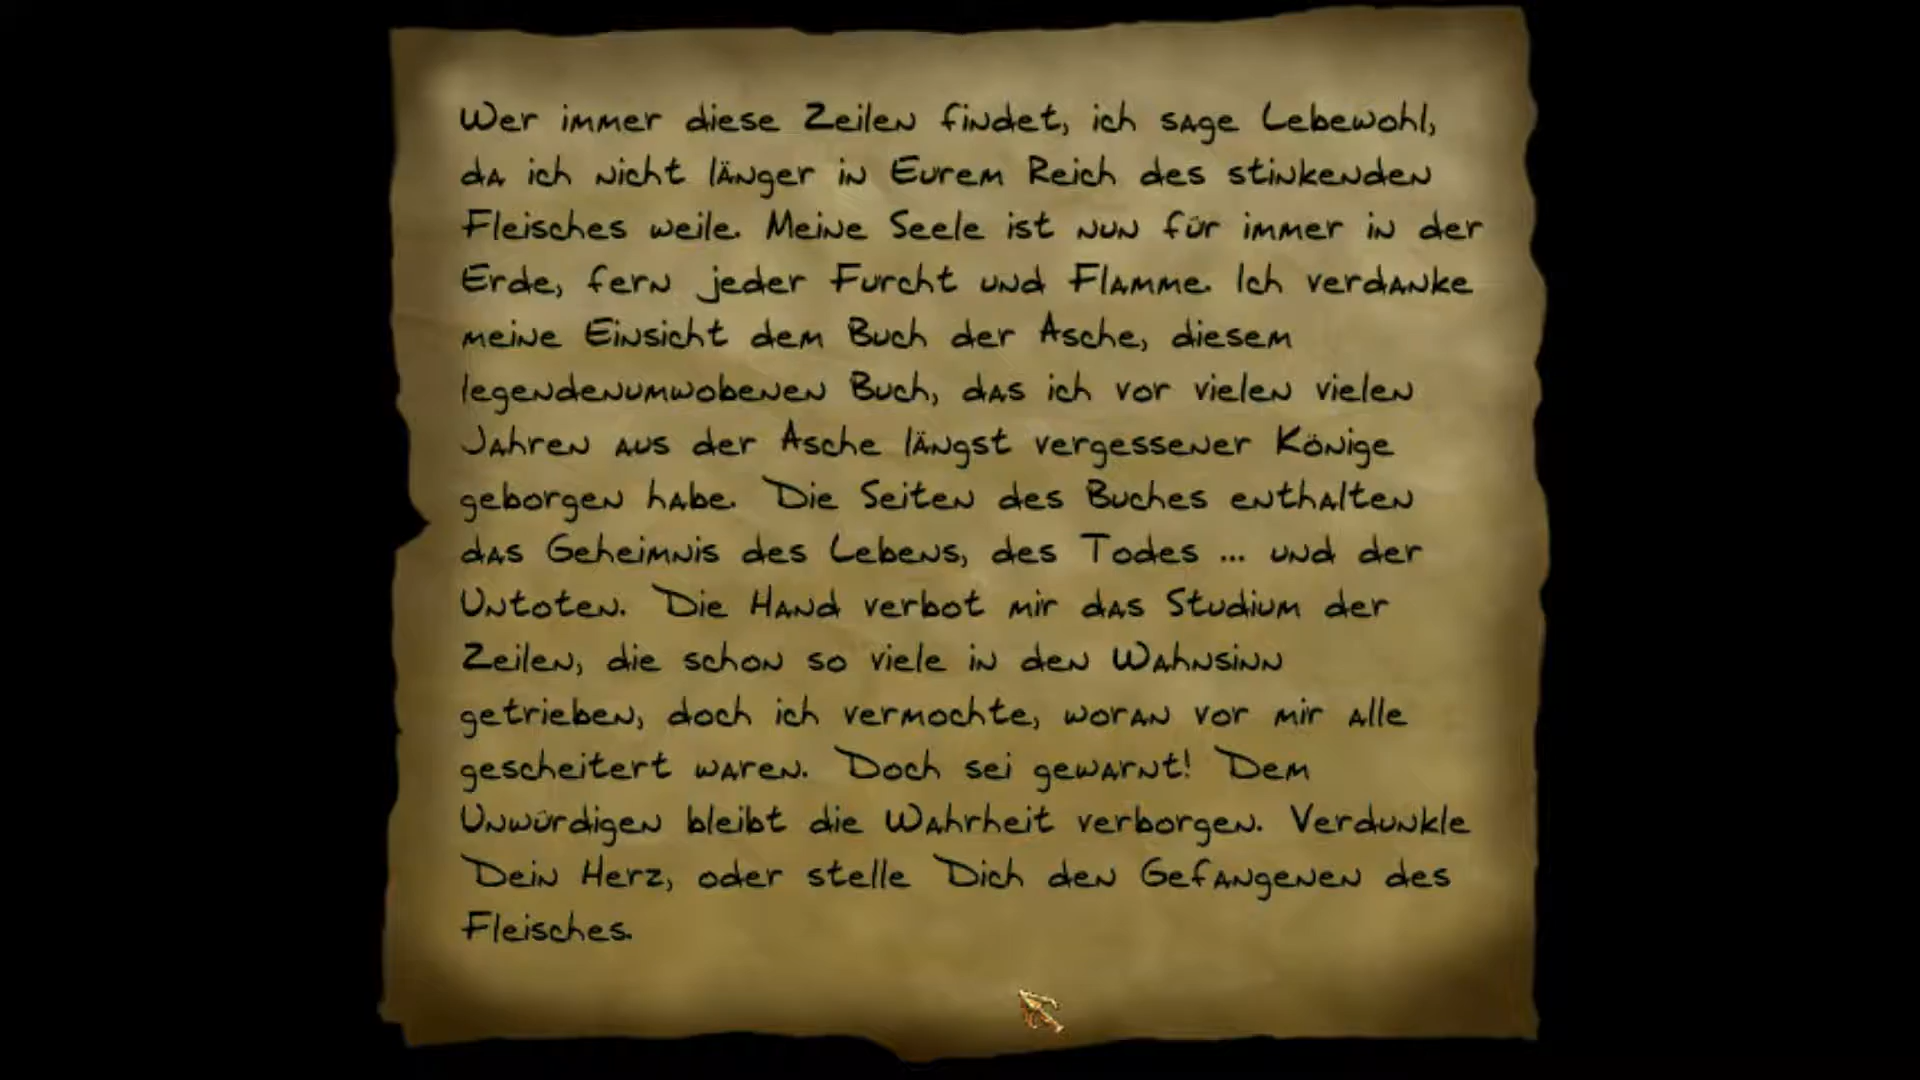 Wer immer diese Zeilen findet, ich sage Lebewohl,
da ich nicht länger in Eurem Reich des stinkenden
Fleisches weile. Meine Seele ist nun für immer in der
Erde, fern jeder Furcht und Flamme. Ich verdanke
meine Einsicht dem Buch der Asche, diesem
legendenumwobenen Buch, das ich vor vielen vielen
Jahren aus der Asche längst vergessener Könige
geborgen habe. Die Seiten des Buches enthalten
das Geheimnis des Lebens, des Todes ... und der
Untoten. Die Hand verbot mir das Studium der
Zeilen, die schon so viele in den Wahnsinn
getrieben, doch ich vermochte, woran vor mir alle
gescheitert waren. Doch sei gewarnt! Dem
Unwürdigen bleibt die Wahrheit verborgen. Verdunkle
Dein Herz, oder stelle Dich den Gefangenen des
Fleisches.